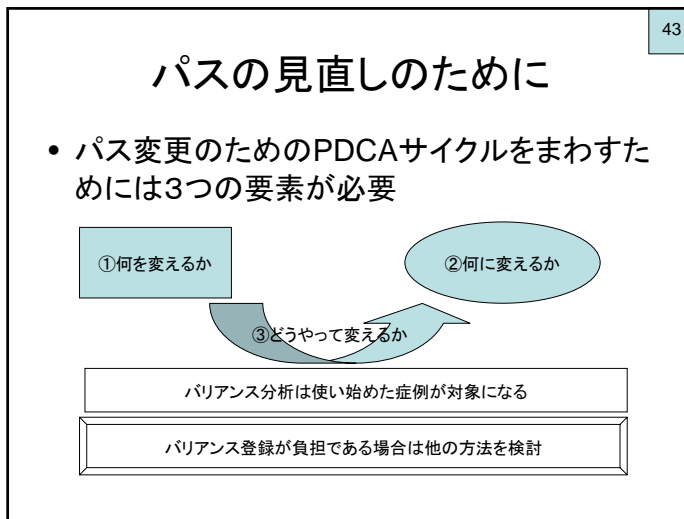 43
パスの見直しのために
• パス変更のためのPDCAサイクルをまわすた
めには3つの要素が必要
①何を変えるか
②何に変えるか
③どうやって変えるか
バリアンス分析は使い始めた症例が対象になる
バリアンス登録が負担である場合は他の方法を検討